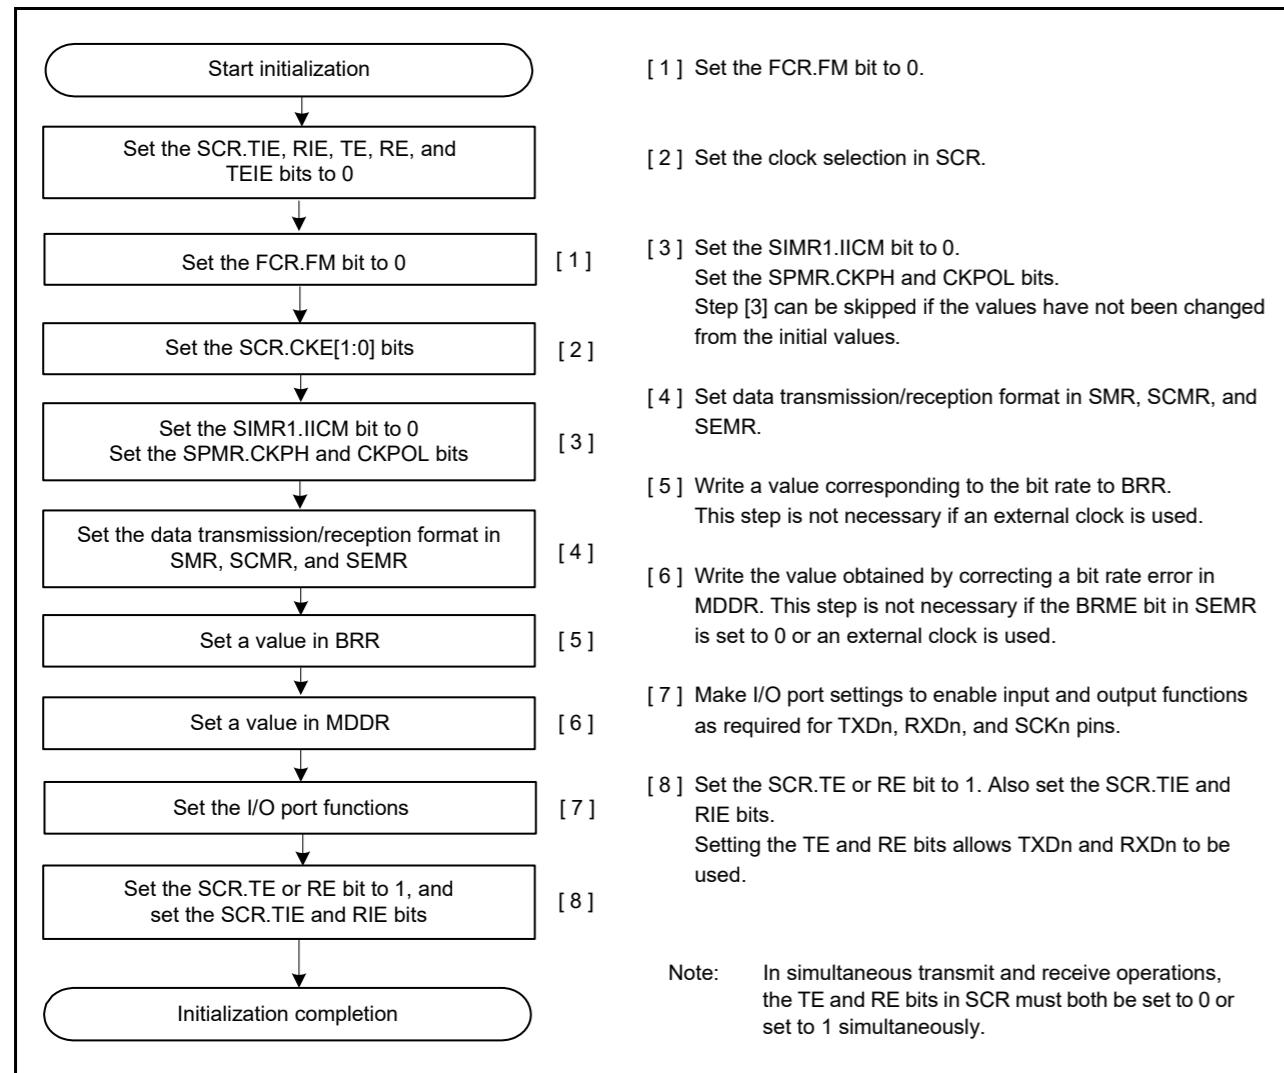 Start initialization
Set the SCR.TIE, RIE, TE, RE, and
TEIE bits to 0
Set the FCR.FM bit to 0
[ 1 ]
Set the SCR.CKE[1:0] bits
[ 2 ]
Set the SIMR1.IICM bit to 0
Set the SPMR.CKPH and CKPOL bits
[ 3 ]
Set the data transmission/reception format in
SMR, SCMR, and SEMR
[ 4 ]
Set a value in BRR
[ 5 ]
Set a value in MDDR
[ 6 ]
Set the I/O port functions
[ 7 ]
Set the SCR.TE or RE bit to 1, and
set the SCR.TIE and RIE bits
[ 8 ]
Initialization completion
[ 1 ] Set the FCR.FM bit to 0.
[ 2 ] Set the clock selection in SCR.
[ 3 ] Set the SIMR1.IICM bit to 0.
Set the SPMR.CKPH and CKPOL bits.
Step [3] can be skipped if the values have not been changed
from the initial values.
[ 4 ] Set data transmission/reception format in SMR, SCMR, and
SEMR.
[ 5 ] Write a value corresponding to the bit rate to BRR.
This step is not necessary if an external clock is used.
[ 6 ] Write the value obtained by correcting a bit rate error in
MDDR. This step is not necessary if the BRME bit in SEMR
is set to 0 or an external clock is used.
[ 7 ] Make I/O port settings to enable input and output functions
as required for TXDn, RXDn, and SCKn pins.
[ 8 ] Set the SCR.TE or RE bit to 1. Also set the SCR.TIE and
RIE bits.
Setting the TE and RE bits allows TXDn and RXDn to be
used.
Note: In simultaneous transmit and receive operations,
the TE and RE bits in SCR must both be set to 0 or
set to 1 simultaneously.